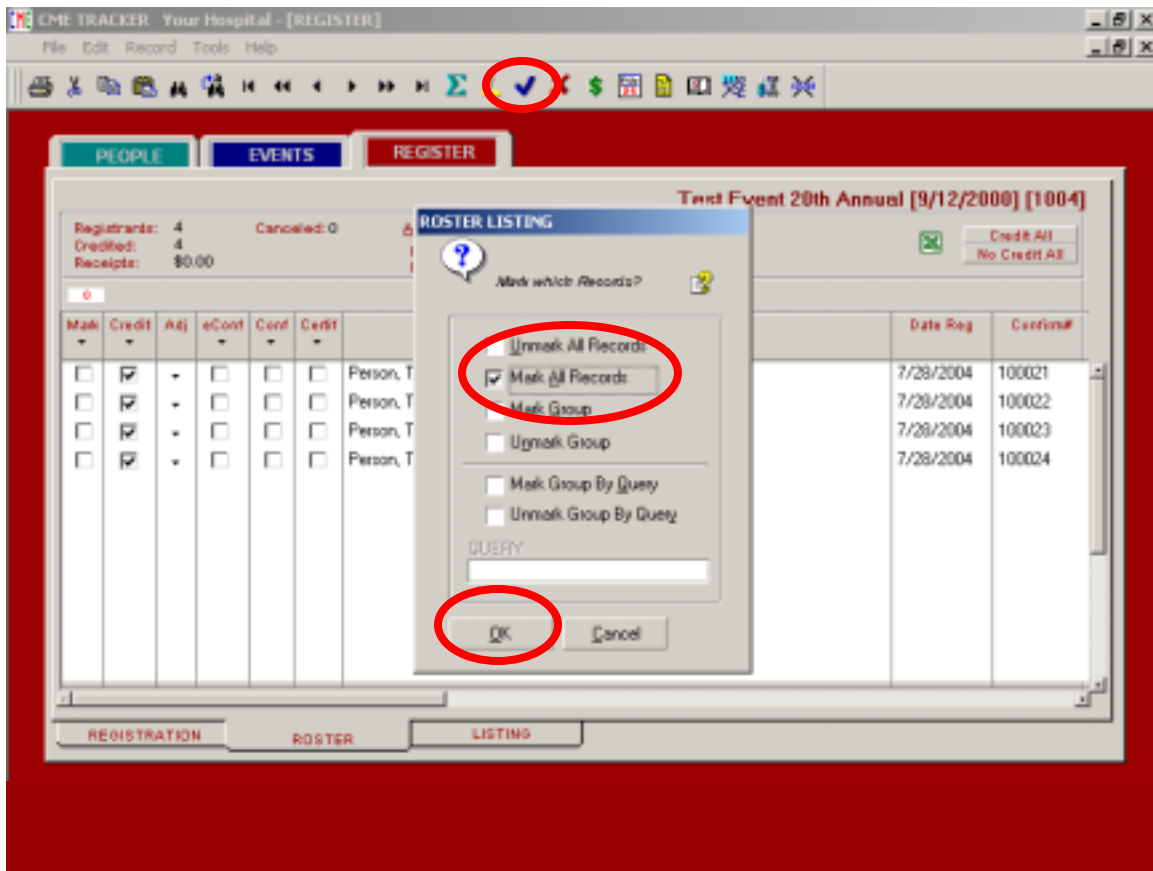 CME TRACKER Your Hospital - [REGISTER]
File Edit Record Tools Help
PEOPLE EVENTS REGISTER
Test Event 20th Annual [9/12/2000] [1004]
Registrants: 4 Canceled: 0
Credited: 4
Receipts: $0.00
Credit All
No Credit All
0
Mark Credit Adj eConf Conf Certif Date Reg Confirm#
Person, T 7/28/2004 100021
Person, T 7/28/2004 100022
Person, T 7/28/2004 100023
Person, T 7/28/2004 100024
ROSTER LISTING
Mark which Records?
Unmark All Records
Mark All Records
Mark Group
Unmark Group
Mark Group By Query
Unmark Group By Query
QUERY
OK Cancel
REGISTRATION ROSTER LISTING